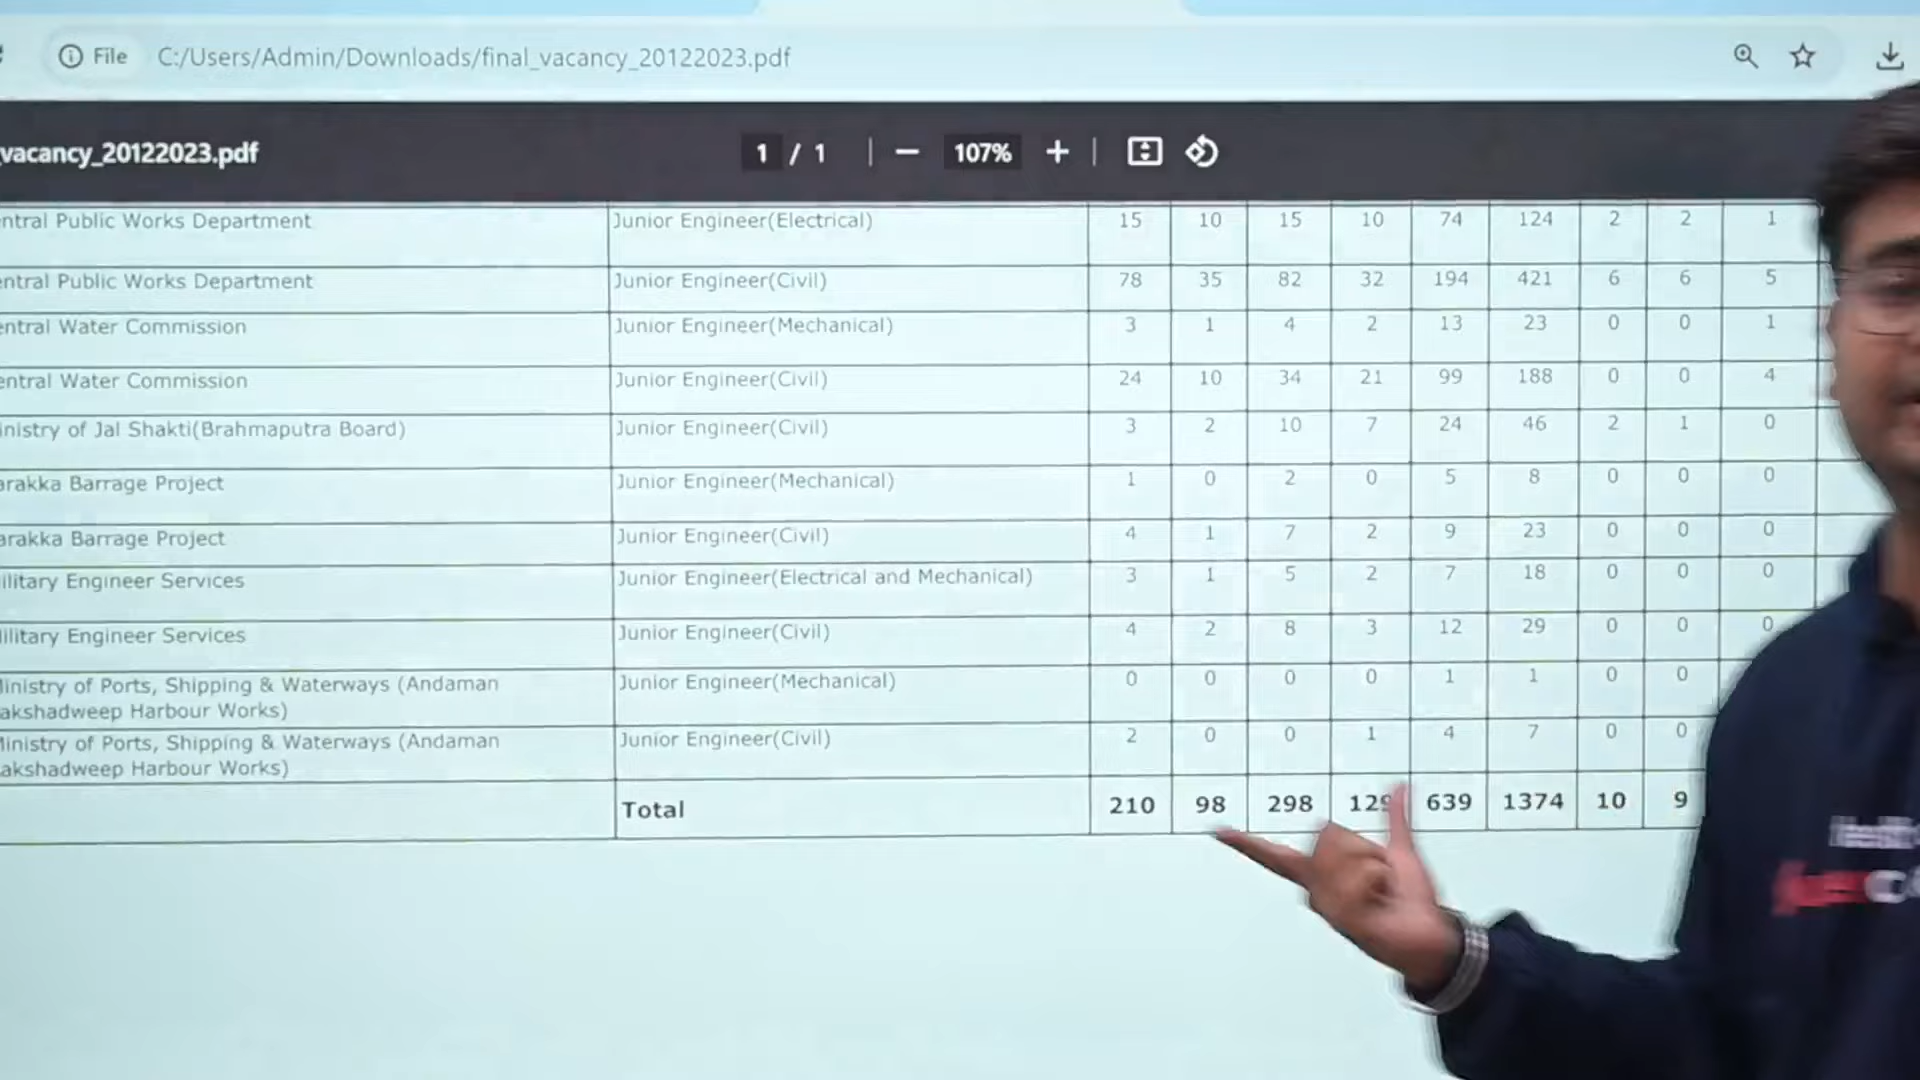 File C:/Users/Admin/Downloads/final_vacancy_20122023.pdf
_vacancy_20122023.pdf 1 / 1 107%
ntral Public Works Department Junior Engineer(Electrical) 15 10 15 10 74 124 2 2 1
entral Public Works Department Junior Engineer(Civil) 78 35 82 32 194 421 6 6 5
entral Water Commission Junior Engineer(Mechanical) 3 1 4 2 13 23 0 0 1
entral Water Commission Junior Engineer(Civil) 24 10 34 21 99 188 0 0 4
inistry of Jal Shakti(Brahmaputra Board) Junior Engineer(Civil) 3 2 10 7 24 46 2 1 0
arakka Barrage Project Junior Engineer(Mechanical) 1 0 2 0 5 8 0 0 0
arakka Barrage Project Junior Engineer(Civil) 4 1 7 2 9 23 0 0 0
ilitary Engineer Services Junior Engineer(Electrical and Mechanical) 3 1 5 2 7 18 0 0 0
ilitary Engineer Services Junior Engineer(Civil) 4 2 8 3 12 29 0 0 0
inistry of Ports, Shipping & Waterways (Andaman Junior Engineer(Mechanical) 0 0 0 0 1 1 0 0
akshadweep Harbour Works)
inistry of Ports, Shipping & Waterways (Andaman Junior Engineer(Civil) 2 0 0 1 4 7 0 0
akshadweep Harbour Works)
Total 210 98 298 129 639 1374 10 9